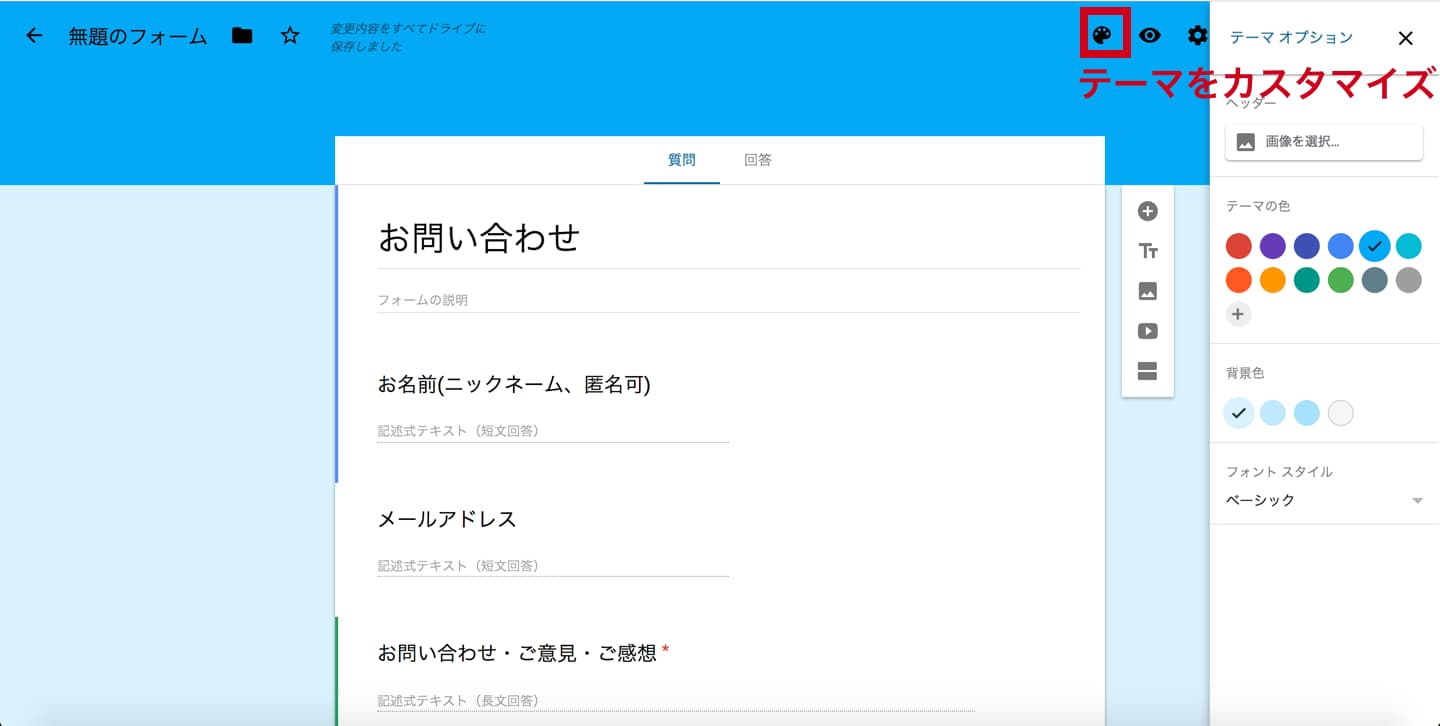 無題のフォーム
変更内容をすべてドライブに
保存しました
テーマ オプション
テーマをカスタマイズ
ヘッダー
画像を選択...
質問
回答
お問い合わせ
フォームの説明
お名前(ニックネーム、匿名可)
記述式テキスト（短文回答）
メールアドレス
記述式テキスト（短文回答）
お問い合わせ・ご意見・ご感想 *
記述式テキスト（長文回答）
Tт
テーマの色
背景色
フォント スタイル
ベーシック